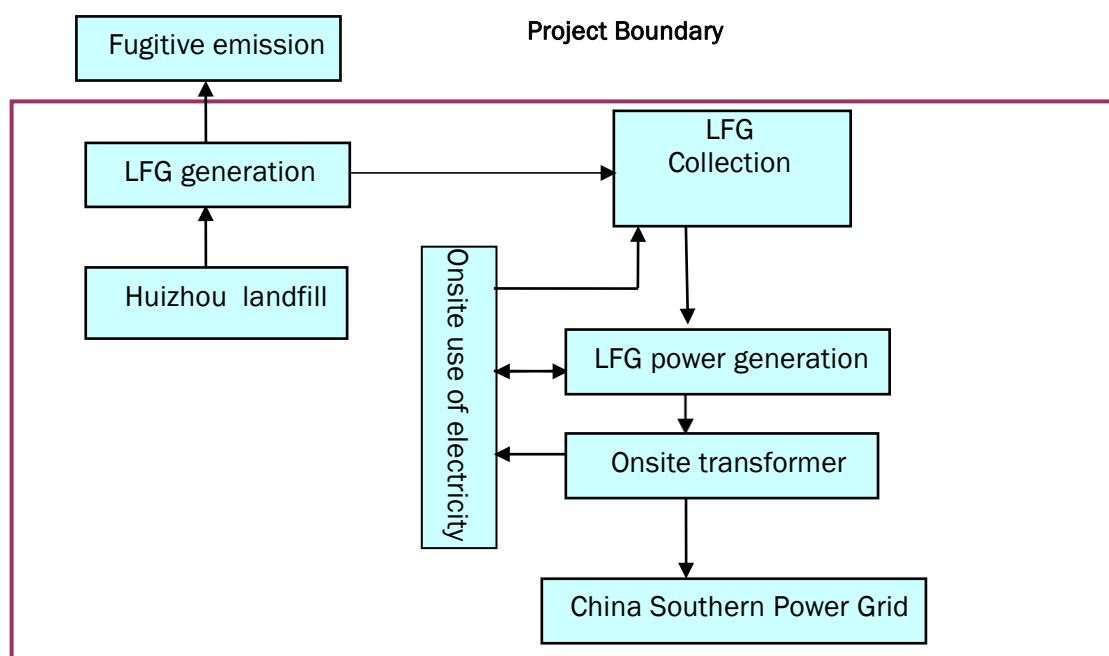 Project Boundary
Fugitive emission
LFG
Collection
LFG generation
Huizhou landfill
Onsite use of electricity
LFG power generation
Onsite transformer
China Southern Power Grid